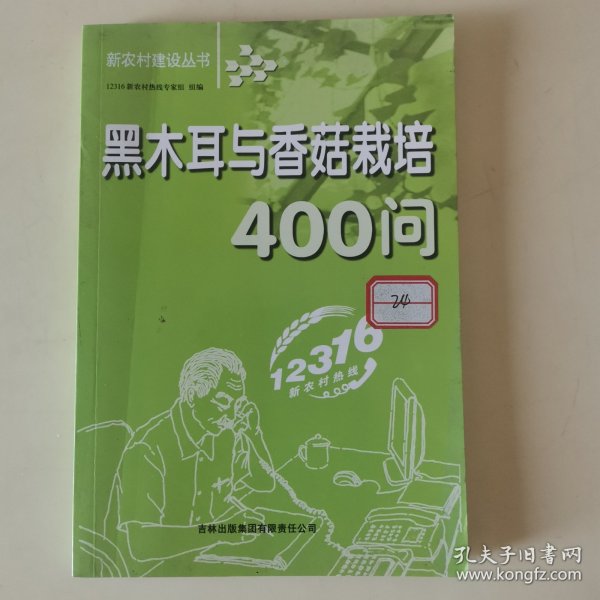 新农村建设丛书
12316新农村热线专家组 组编
黑木耳与香菇栽培
400问
24
12316
新农村热线
吉林出版集团有限责任公司
孔夫子旧书网
www.kongfz.com